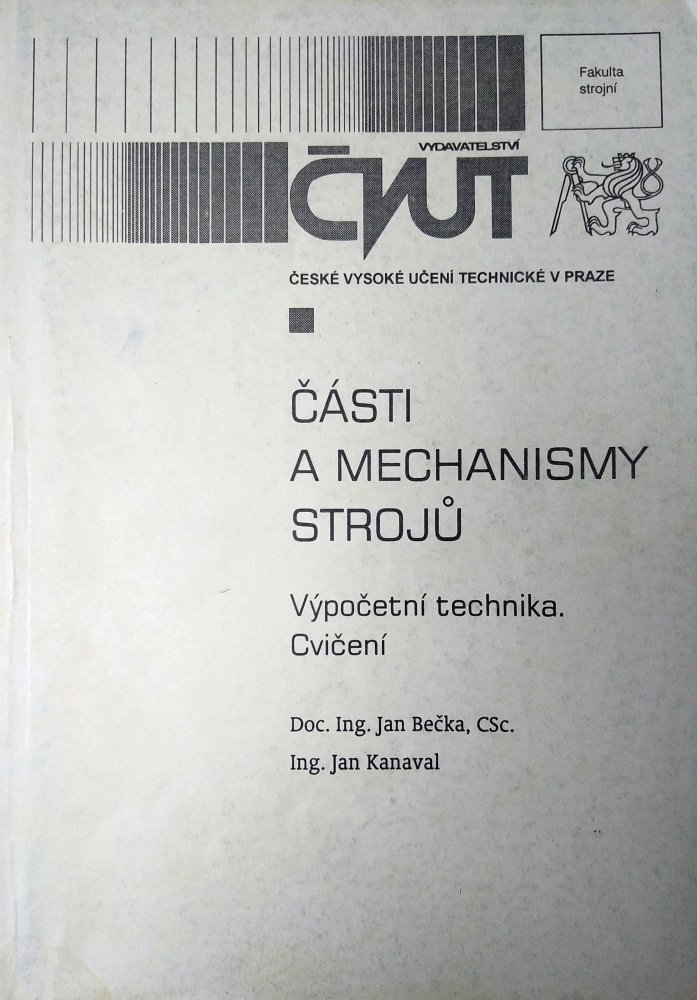 Fakulta
strojní
VYDAVATELSTVÍ
ČVUT
ČESKÉ VYSOKÉ UČENÍ TECHNICKÉ V PRAZE
ČÁSTI
A MECHANISMY
STROJŮ
Výpočetní technika.
Cvičení
Doc. Ing. Jan Bečka, CSc.
Ing. Jan Kanaval